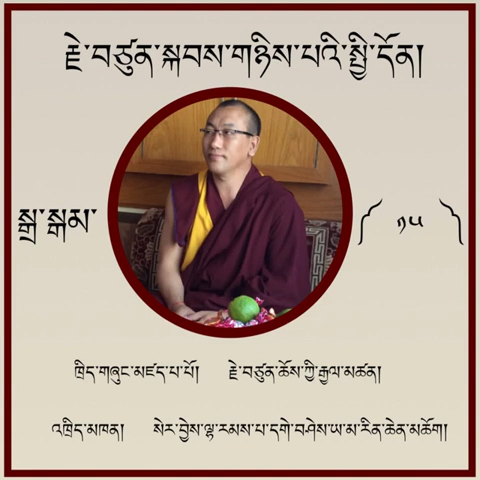 རྗེ་བཙུན་སྐབས་གཉིས་པའི་སྤྱི་དོན།
སྒྲ་སྒམ་ ༼ ༡༥ ༽
ཁྲིད་གཞུང་མཛད་པ་པོ། རྗེ་བཙུན་ཆོས་ཀྱི་རྒྱལ་མཚན།
འཁྲིད་མཁན། སེར་བྱེས་ལྷ་རམས་པ་དགེ་བཤེས་ཡ་མ་རིན་ཆེན་མཆོག།